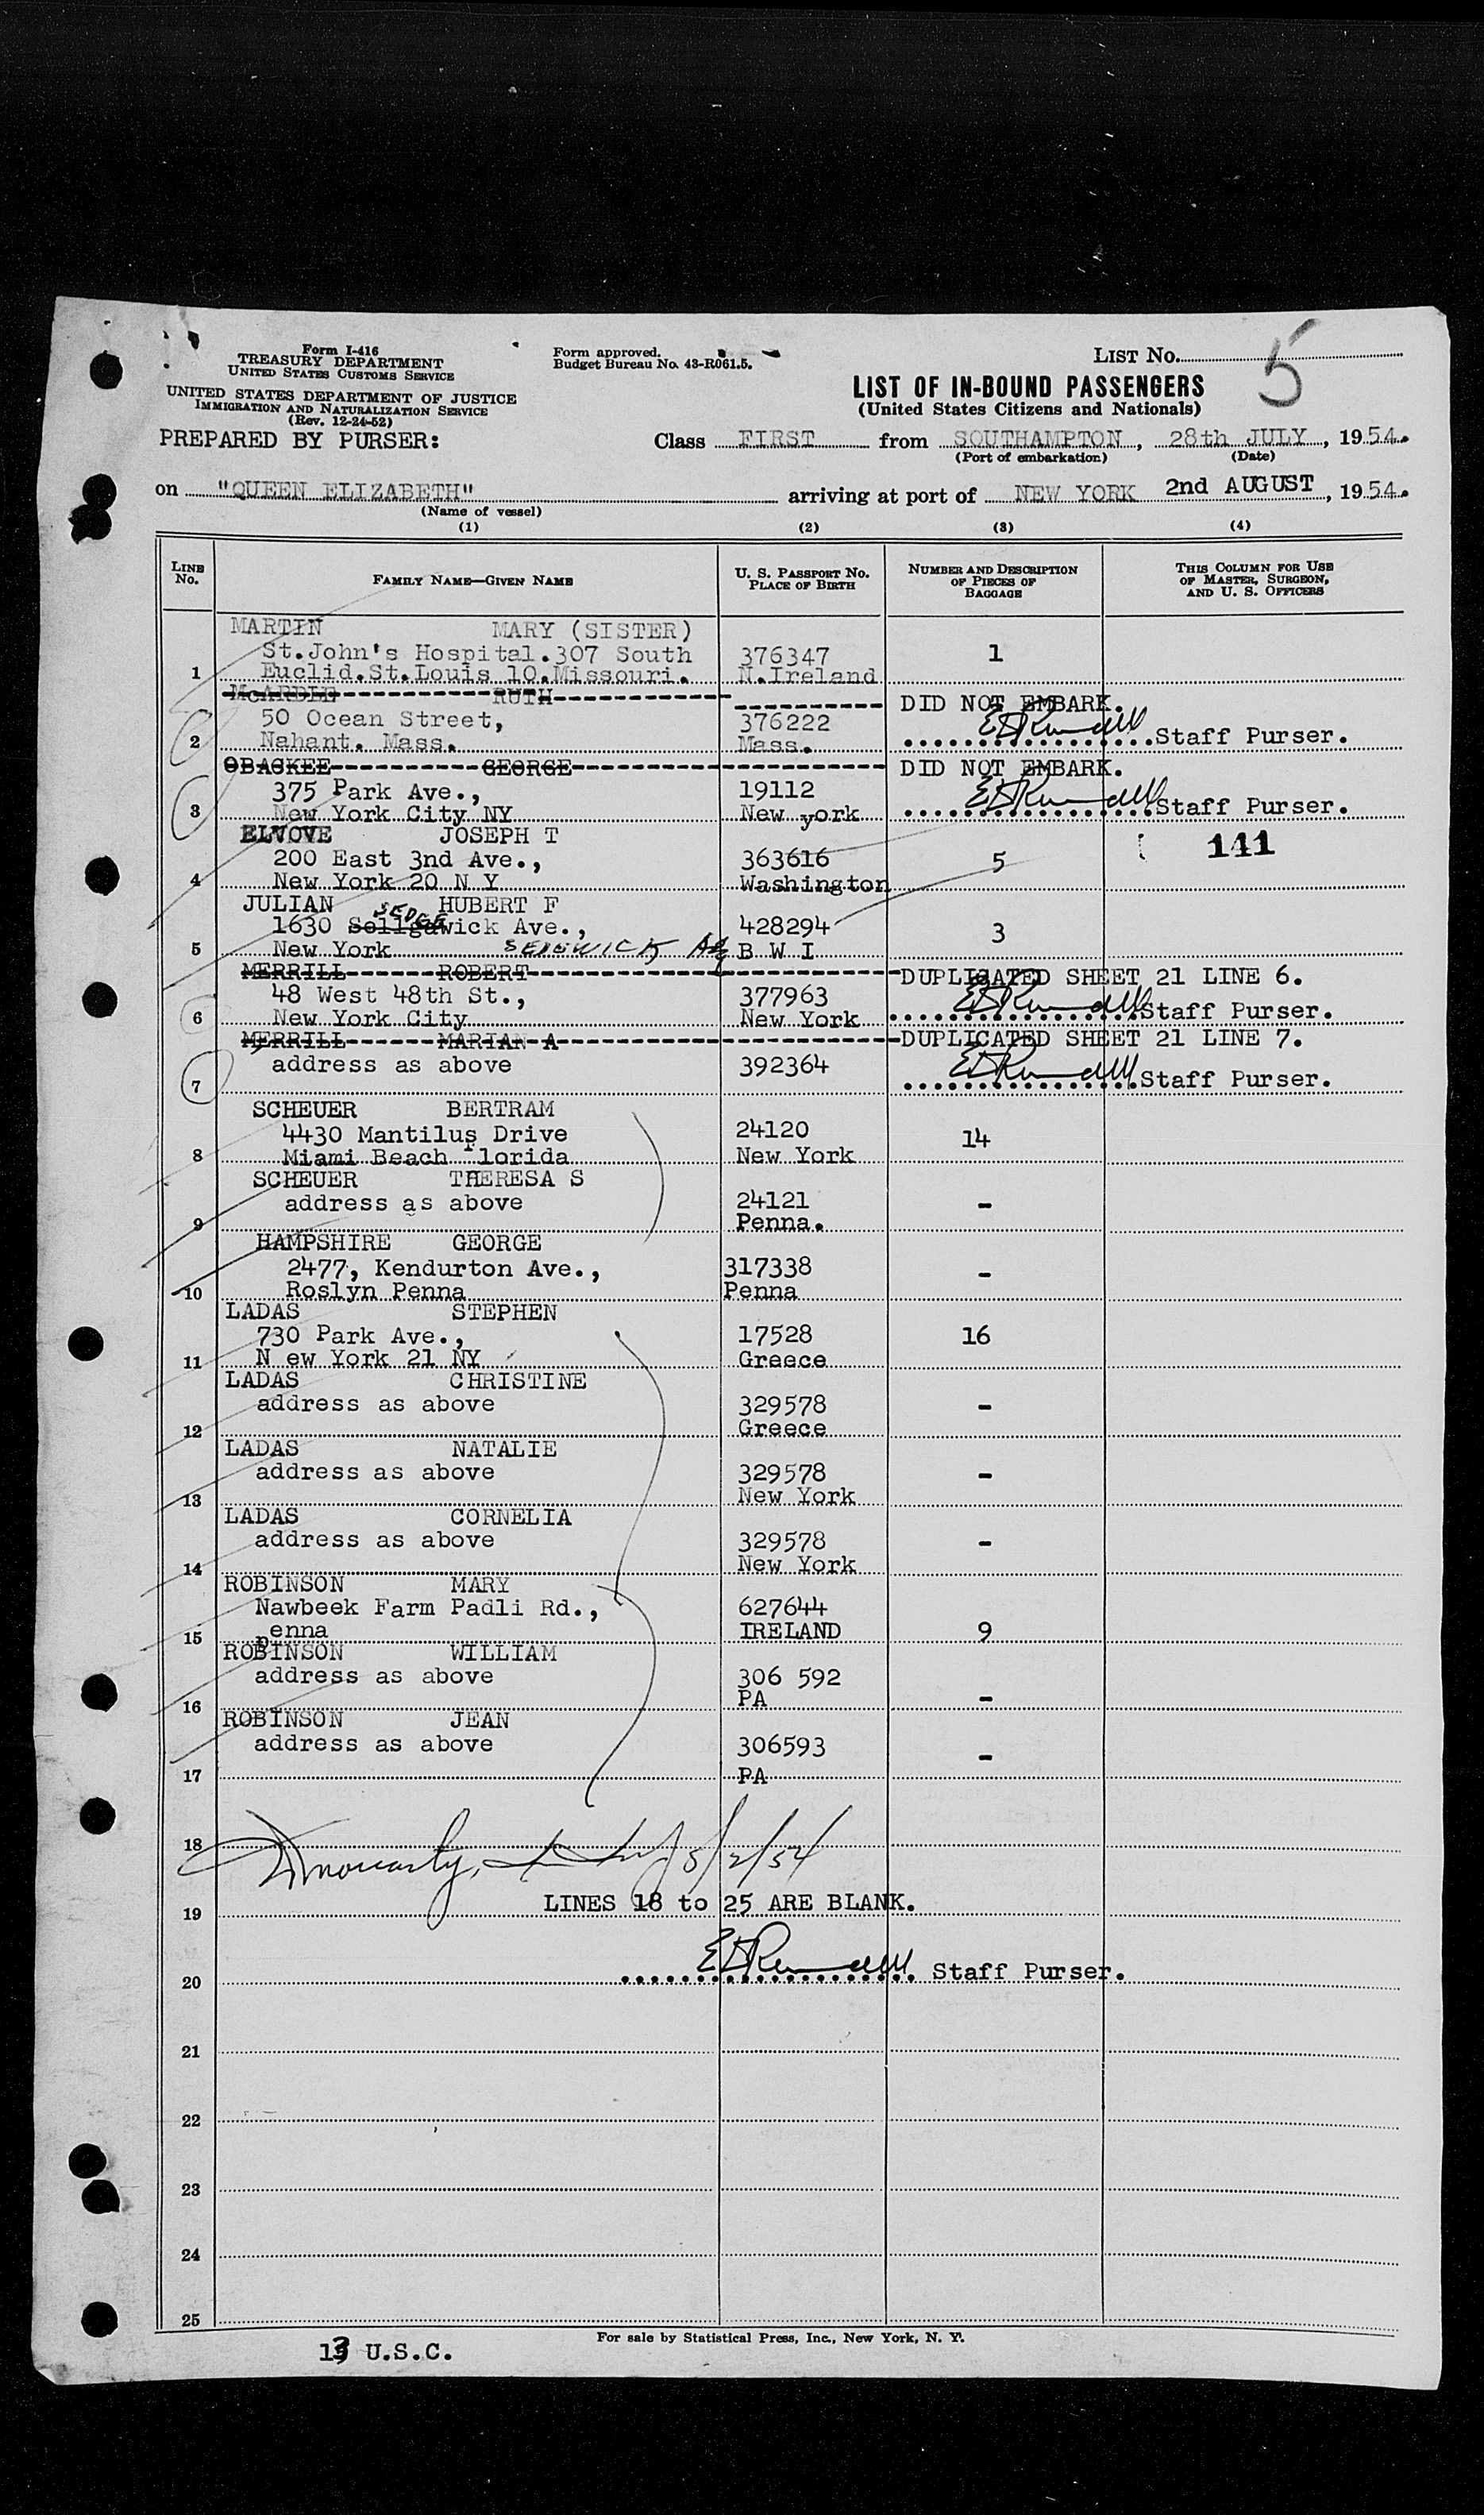 Form I-416
TREASURY DEPARTMENT
UNITED STATES CUSTOMS SERVICE
UNITED STATES DEPARTMENT OF JUSTICE
IMMIGRATION AND NATURALIZATION SERVICE
(Rev. 12-24-52)
Form approved.
Budget Bureau No. 43-R061.5.
LIST NO. 5
LIST OF IN-BOUND PASSENGERS
(United States Citizens and Nationals)
PREPARED BY PURSER:
Class FIRST from SOUTHAMPTON, 28th JULY, 1954.
(Port of embarkation) (Date)
on "QUEEN ELIZABETH" arriving at port of NEW YORK 2nd AUGUST, 1954.
(Name of vessel)
(1) (2) (3) (4)
LINE No. FAMILY NAME—GIVEN NAME U. S. PASSPORT NO. PLACE OF BIRTH NUMBER AND DESCRIPTION OF PIECES OF BAGGAGE THIS COLUMN FOR USE OF MASTER, SURGEON, AND U. S. OFFICERS
MARTIN MARY (SISTER)
St.John's Hospital.307 South 376347 1
1 Euclid.St.Louis 10.Missouri. N.Ireland
McARDLE RUTH DID NOT EMBARK.
50 Ocean Street, 376222
2 Nahant. Mass. Mass. Staff Purser.
OBACKEE GEORGE DID NOT EMBARK.
375 Park Ave., 19112
3 New York City NY New york Staff Purser.
ELVOVE JOSEPH T 141
200 East 3nd Ave., 363616 5
4 New York 20 N Y Washington
JULIAN HUBERT F
SEDGE
1630 Sellgawick Ave., 428294 3
5 New York SEDGWICK Ave B W I
MERRILL ROBERT DUPLICATED SHEET 21 LINE 6.
48 West 48th St., 377963
6 New York City New York Staff Purser.
MERRILL MARIAN A DUPLICATED SHEET 21 LINE 7.
address as above 392364
7 Staff Purser.
SCHEUER BERTRAM
4430 Mantilus Drive 24120 14
8 Miami Beach Florida New York
SCHEUER THERESA S
address as above 24121 -
9 Penna.
HAMPSHIRE GEORGE
2477, Kendurton Ave., 317338 -
10 Roslyn Penna Penna
LADAS STEPHEN
730 Park Ave., 17528 16
11 N ew York 21 NY Greece
LADAS CHRISTINE
address as above 329578 -
12 Greece
LADAS NATALIE
address as above 329578 -
13 New York
LADAS CORNELIA
address as above 329578 -
14 New York
ROBINSON MARY
Nawbeek Farm Padli Rd., 627644
15 penna IRELAND 9
ROBINSON WILLIAM
address as above 306 592
16 PA -
ROBINSON JEAN
address as above 306593 -
17 PA
18 8/2/54
LINES 18 to 25 ARE BLANK.
19
20 Staff Purser.
21
22
23
24
25
For sale by Statistical Press, Inc., New York, N. Y.
13 U.S.C.